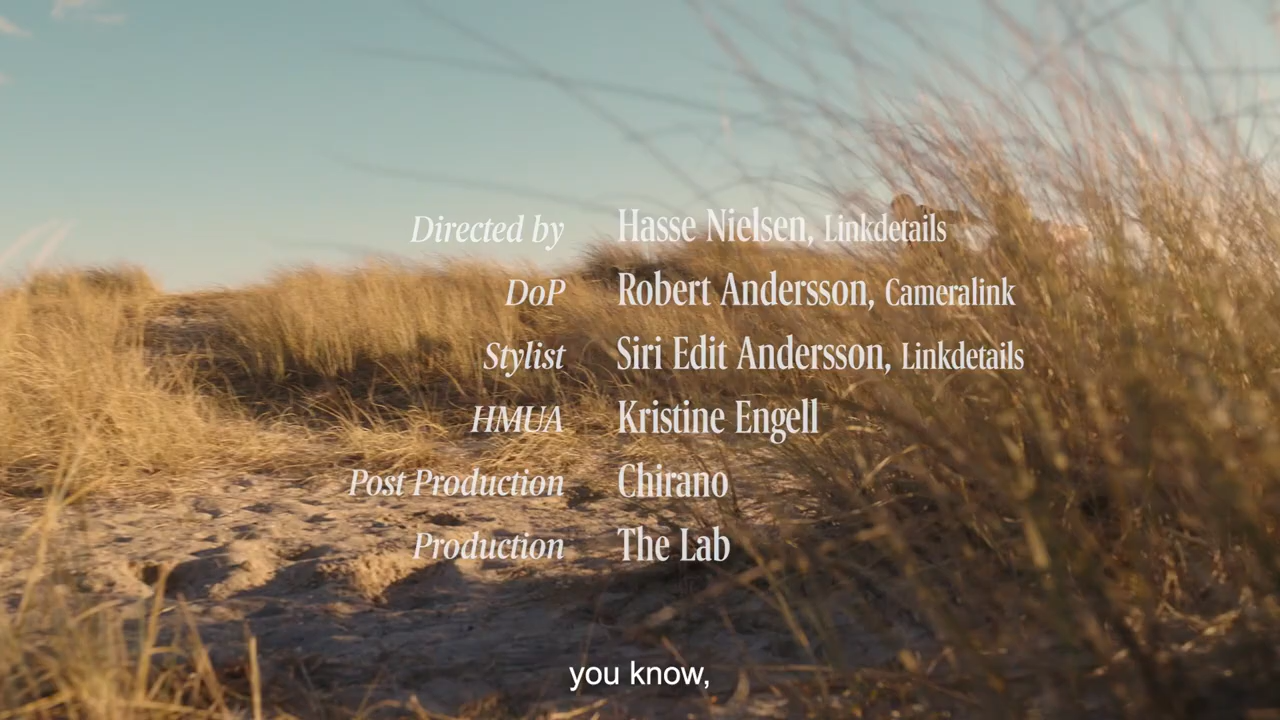 Directed by Hasse Nielsen, Linkdetails
DoP Robert Andersson, Cameralink
Stylist Siri Edit Andersson, Linkdetails
HMUA Kristine Engell
Post Production Chirano
Production The Lab
you know,